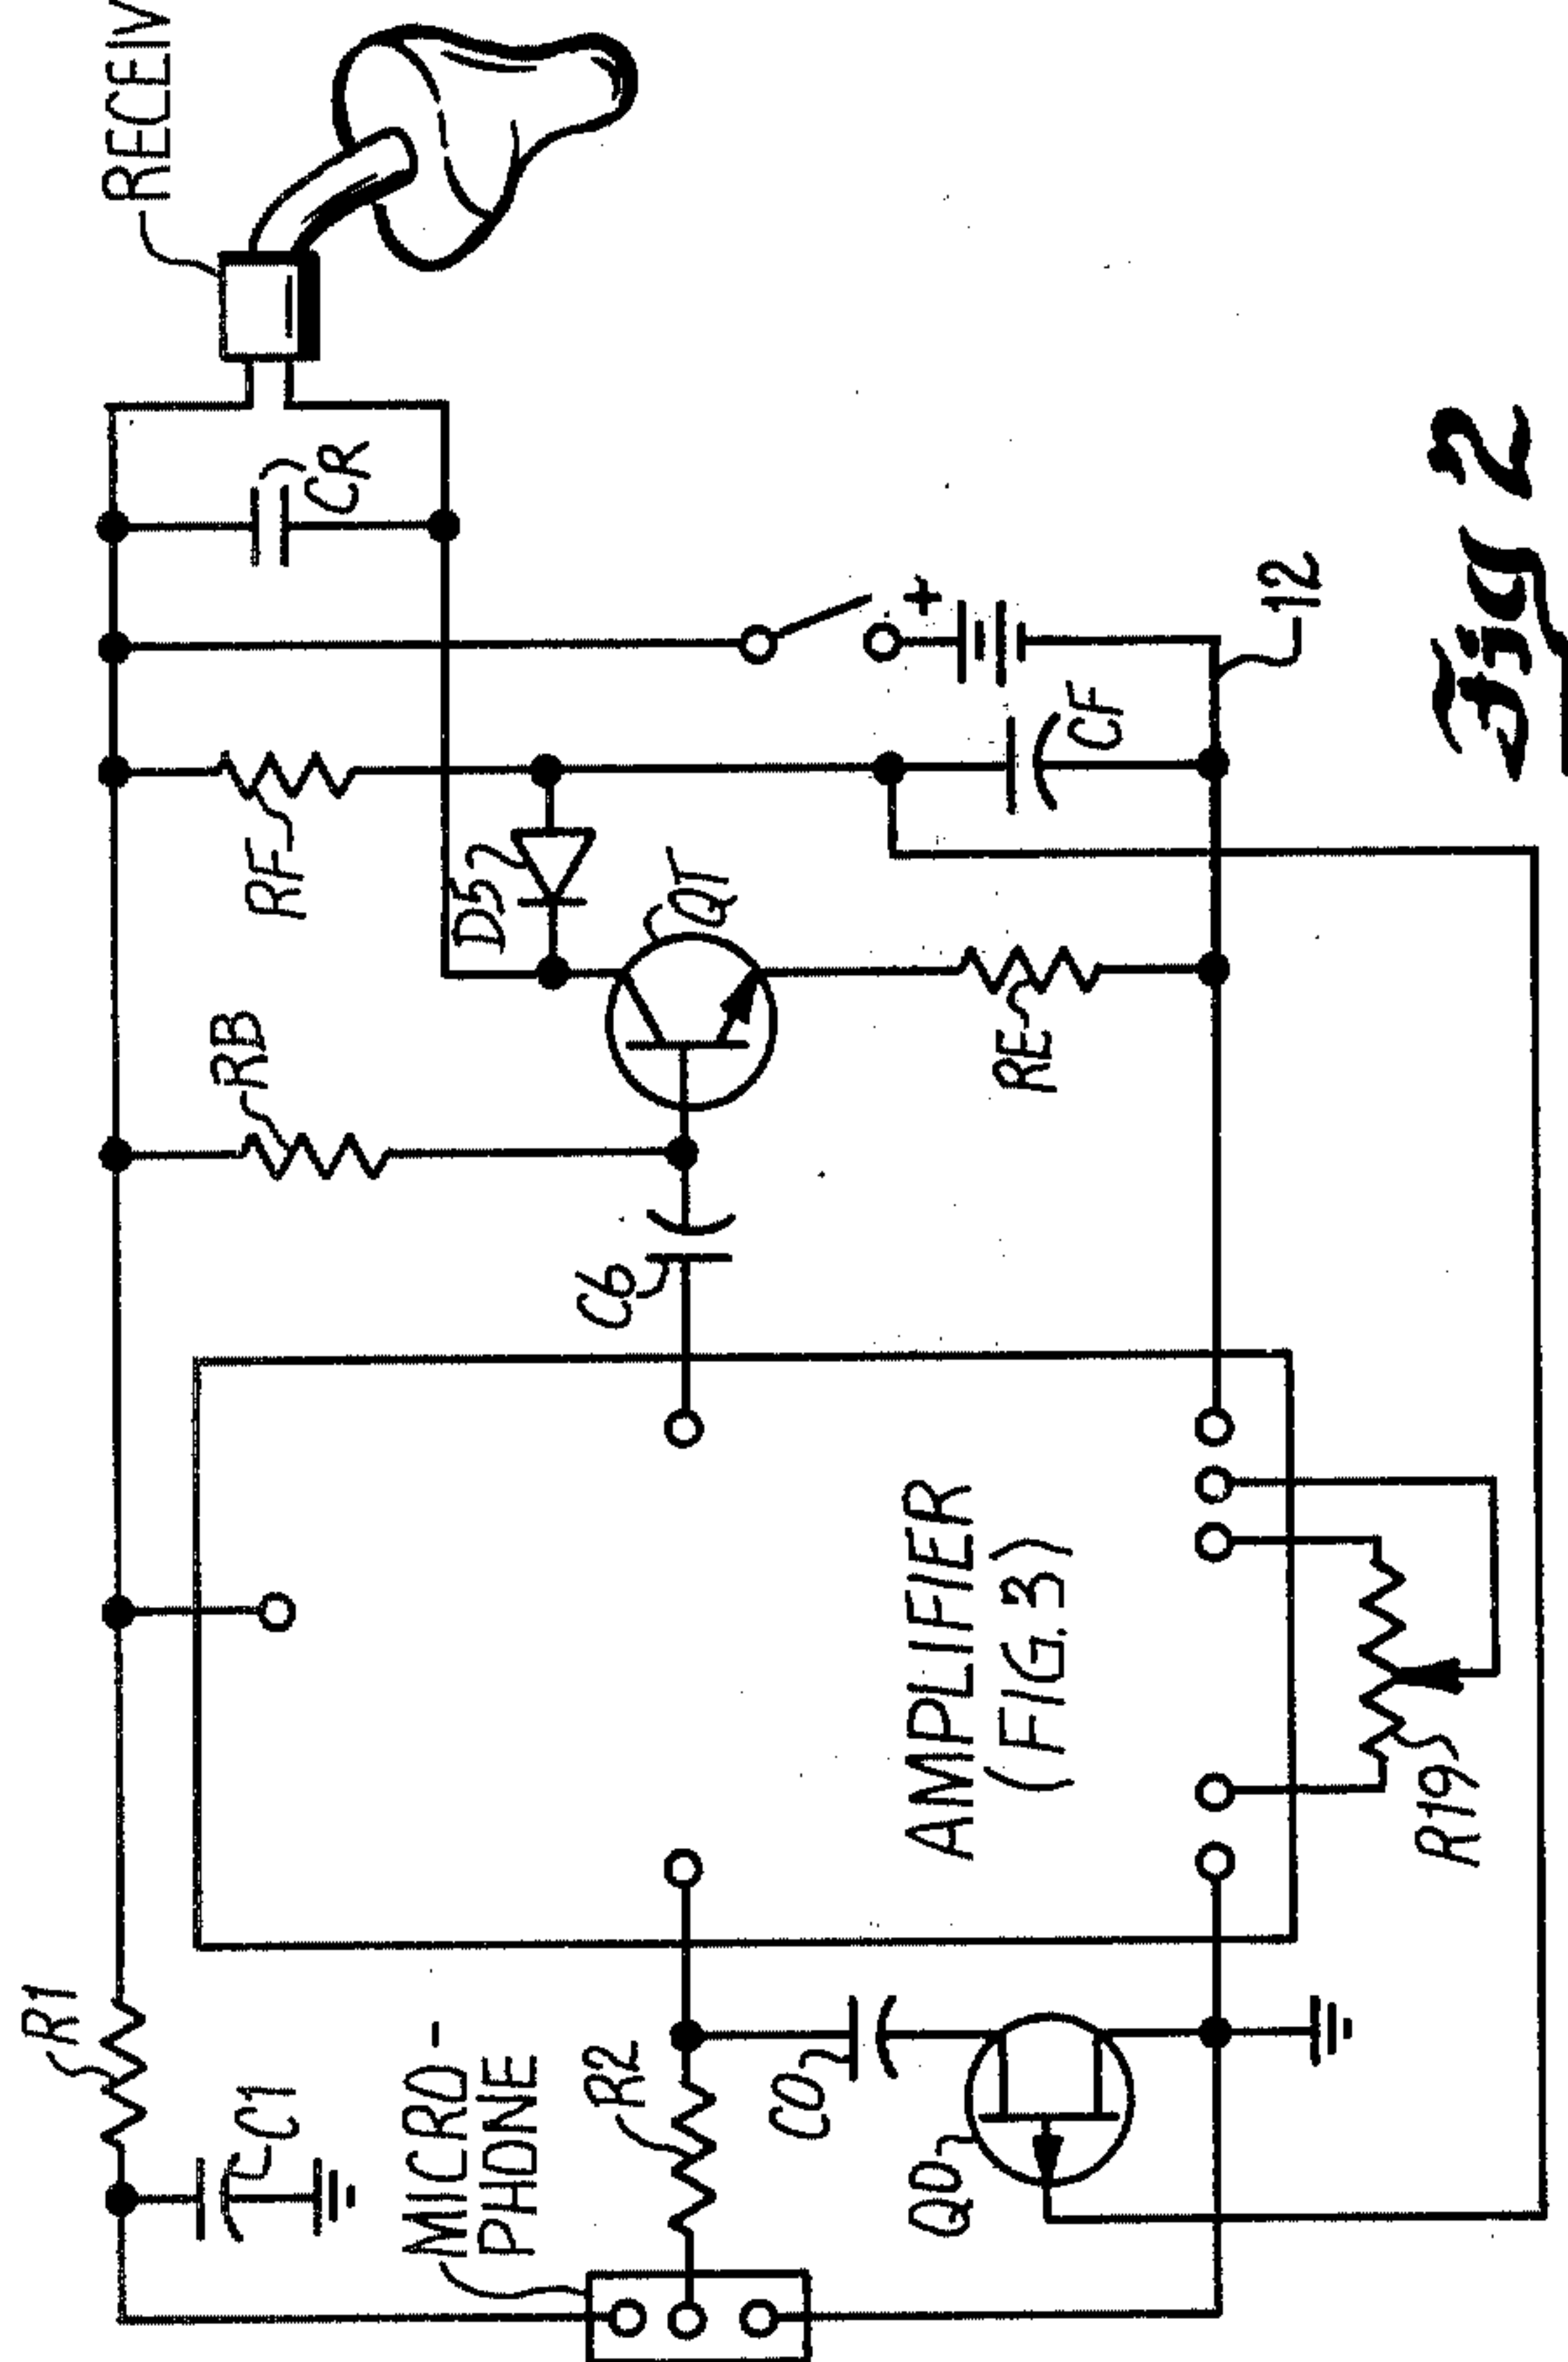 R1
C1
MICRO-
PHONE
R2
CO
QO
AMPLIFIER
(FIG. 3)
R19
C6
RB
QT
RE
D5
RF
CF
CR
12
RECEIV
+
Fig 2